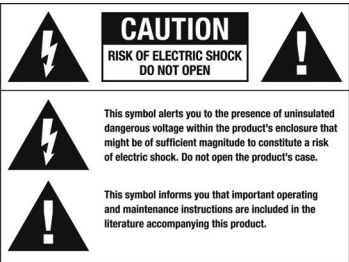 CAUTION
RISK OF ELECTRIC SHOCK
DO NOT OPEN
This symbol alerts you to the presence of uninsulated
dangerous voltage within the product's enclosure that
might be of sufficient magnitude to constitute a risk
of electric shock. Do not open the product's case.
This symbol informs you that important operating
and maintenance instructions are included in the
literature accompanying this product.